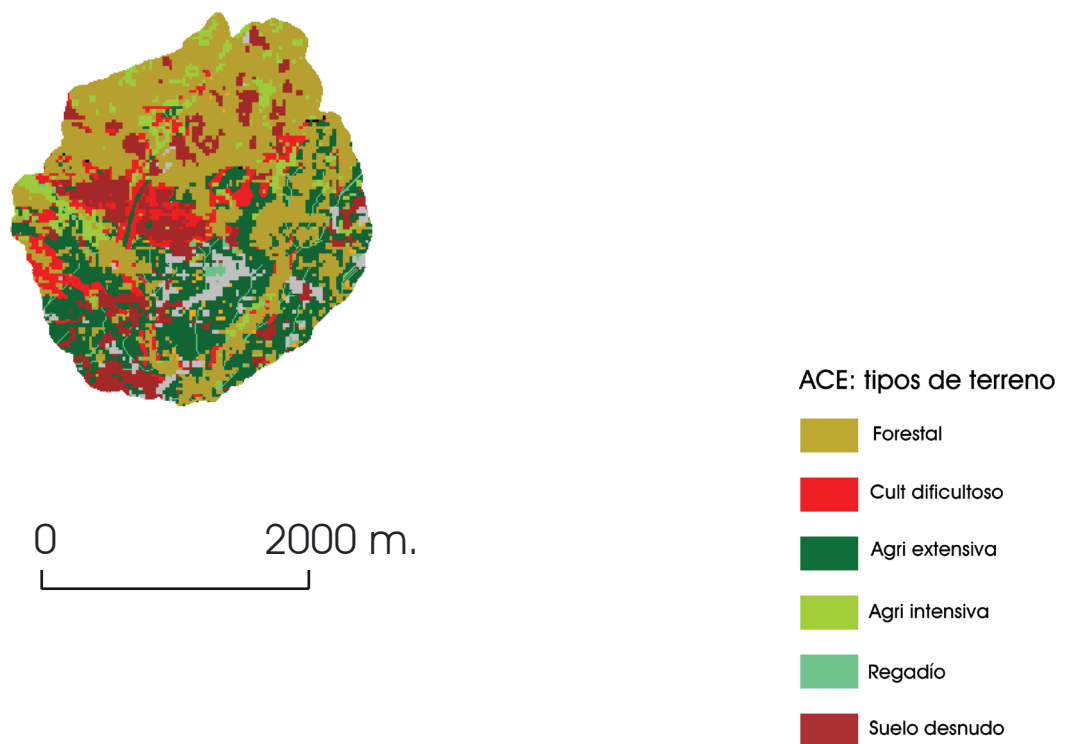 ACE: tipos de terreno
Forestal
Cult dificultoso
Agri extensiva
Agri intensiva
Regadío
Suelo desnudo
0 2000 m.